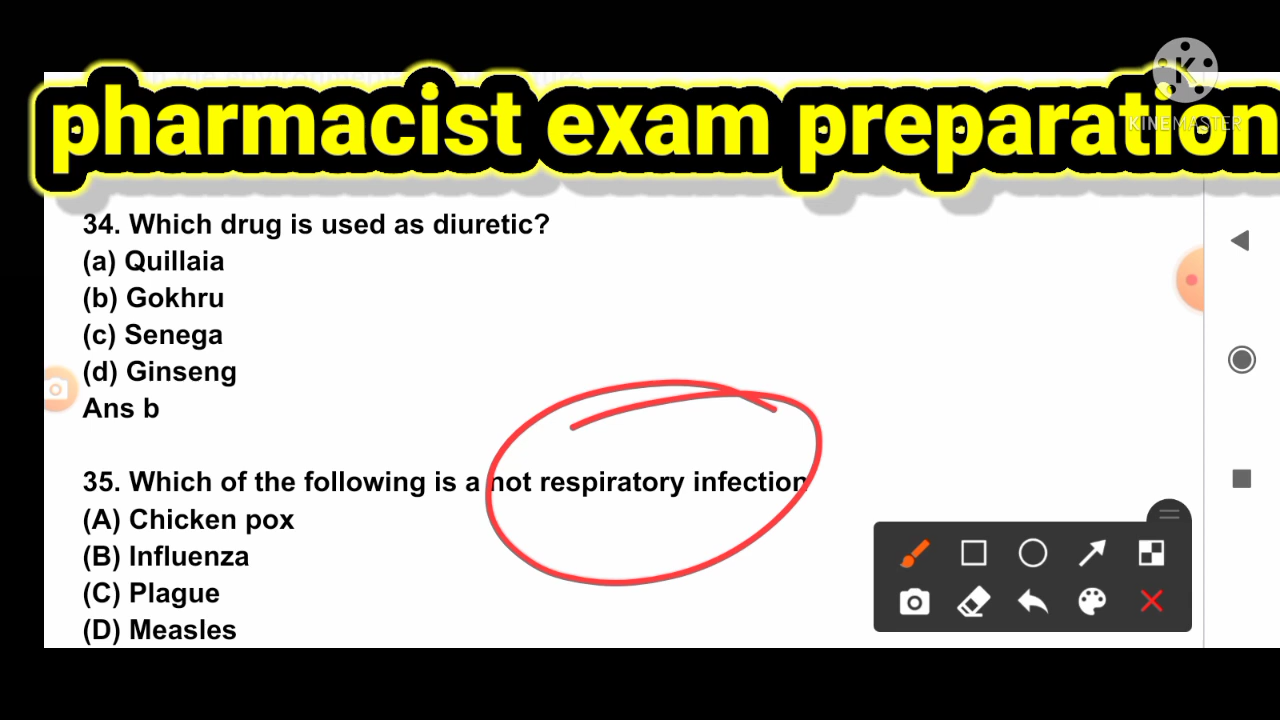 pharmacist exam preparation
KINEMASTER
34. Which drug is used as diuretic?
(a) Quillaia
(b) Gokhru
(c) Senega
(d) Ginseng
Ans b
35. Which of the following is a not respiratory infection
(A) Chicken pox
(B) Influenza
(C) Plague
(D) Measles